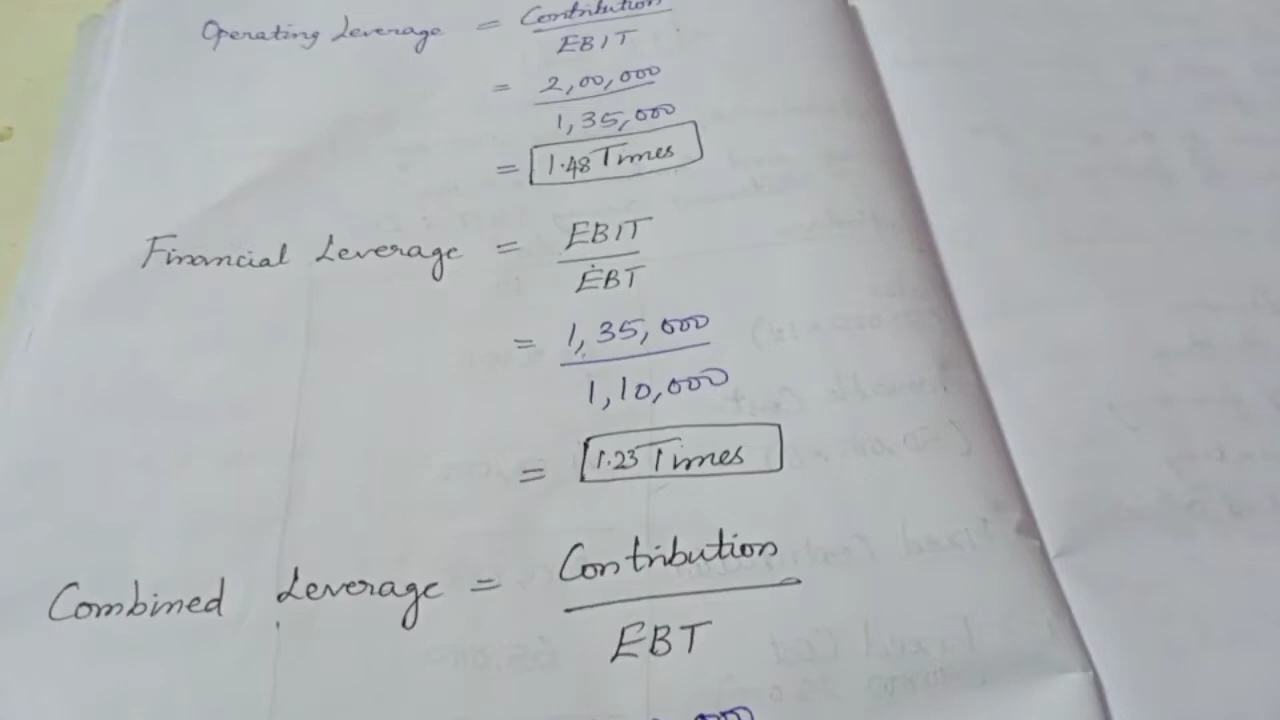 Operating Leverage = Contribution
EBIT
= 2,00,000
1,35,000
= 1.48 Times
Financial Leverage = EBIT
EBT
= 1,35,000
1,10,000
= 1.23 Times
Combined Leverage = Contribution
EBT